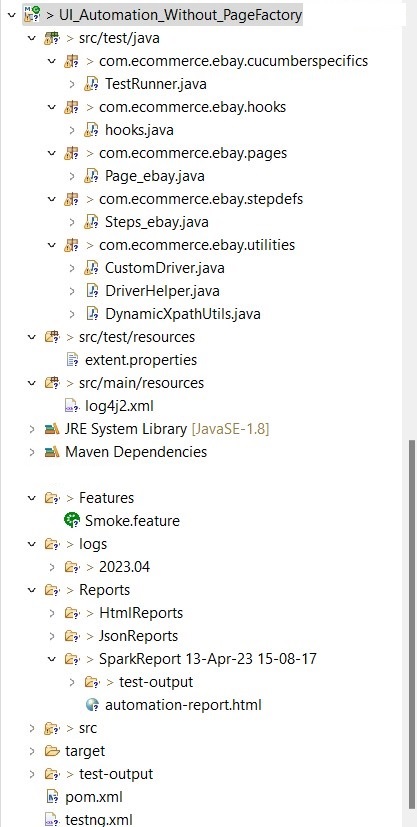 > UI_Automation_Without_PageFactory
> src/test/java
> com.ecommerce.ebay.cucumberspecifics
> TestRunner.java
> com.ecommerce.ebay.hooks
> hooks.java
> com.ecommerce.ebay.pages
> Page_ebay.java
> com.ecommerce.ebay.stepdefs
> Steps_ebay.java
> com.ecommerce.ebay.utilities
> CustomDriver.java
> DriverHelper.java
> DynamicXpathUtils.java
> src/test/resources
extent.properties
> src/main/resources
log4j2.xml
JRE System Library [JavaSE-1.8]
Maven Dependencies
> Features
Smoke.feature
> logs
> 2023.04
> Reports
> HtmlReports
> JsonReports
> SparkReport 13-Apr-23 15-08-17
> test-output
automation-report.html
> src
target
> test-output
pom.xml
testng.xml